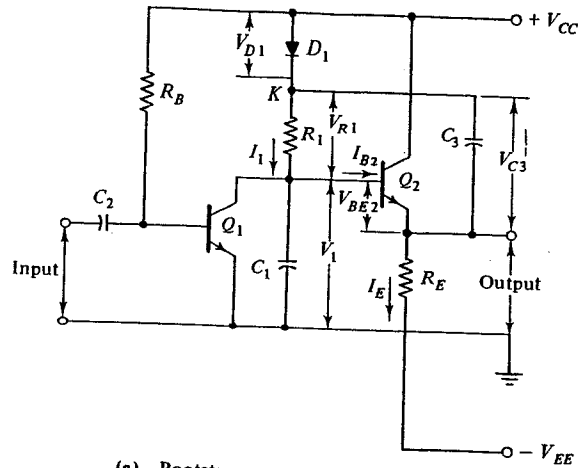 + V_CC
V_D1
D_1
R_B
K
R_1
V_R1
I_1
I_B2
C_3
V_C3
Q_2
V_BE2
C_2
Q_1
C_1
V_1
Input
I_E
R_E
Output
- V_EE
(a)